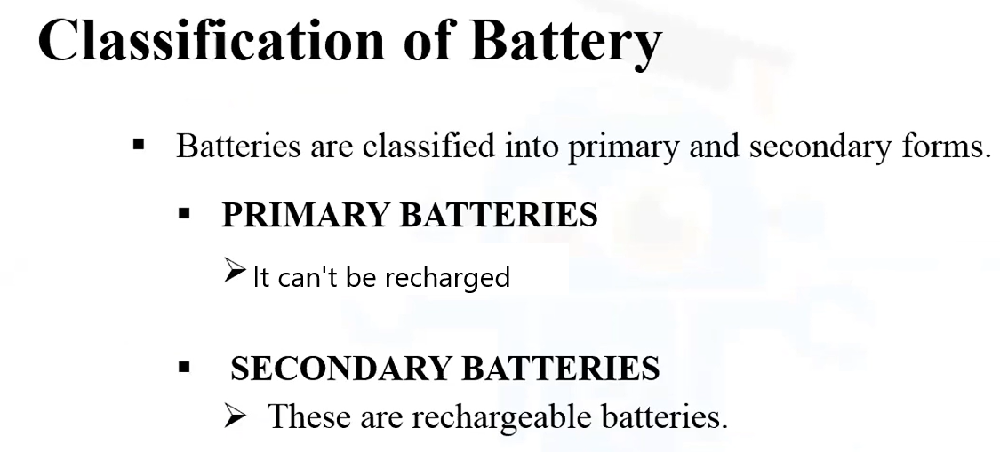 Classification of Battery
Batteries are classified into primary and secondary forms.
PRIMARY BATTERIES
It can't be recharged
SECONDARY BATTERIES
These are rechargeable batteries.